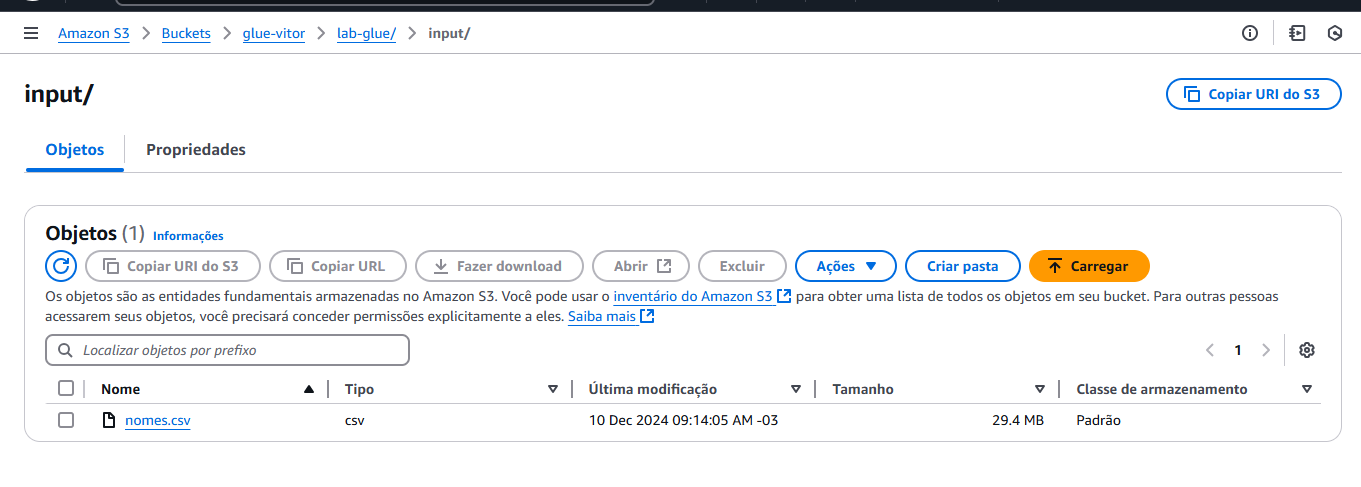 Amazon S3 > Buckets > glue-vitor > lab-glue/ > input/
input/
Copiar URI do S3
Objetos Propriedades
Objetos (1) Informações
Copiar URI do S3 Copiar URL Fazer download Abrir Excluir Ações Criar pasta Carregar
Os objetos são as entidades fundamentais armazenadas no Amazon S3. Você pode usar o inventário do Amazon S3 para obter uma lista de todos os objetos em seu bucket. Para outras pessoas
acessarem seus objetos, você precisará conceder permissões explicitamente a eles. Saiba mais
Localizar objetos por prefixo
1
Nome Tipo Última modificação Tamanho Classe de armazenamento
nomes.csv csv 10 Dec 2024 09:14:05 AM -03 29.4 MB Padrão